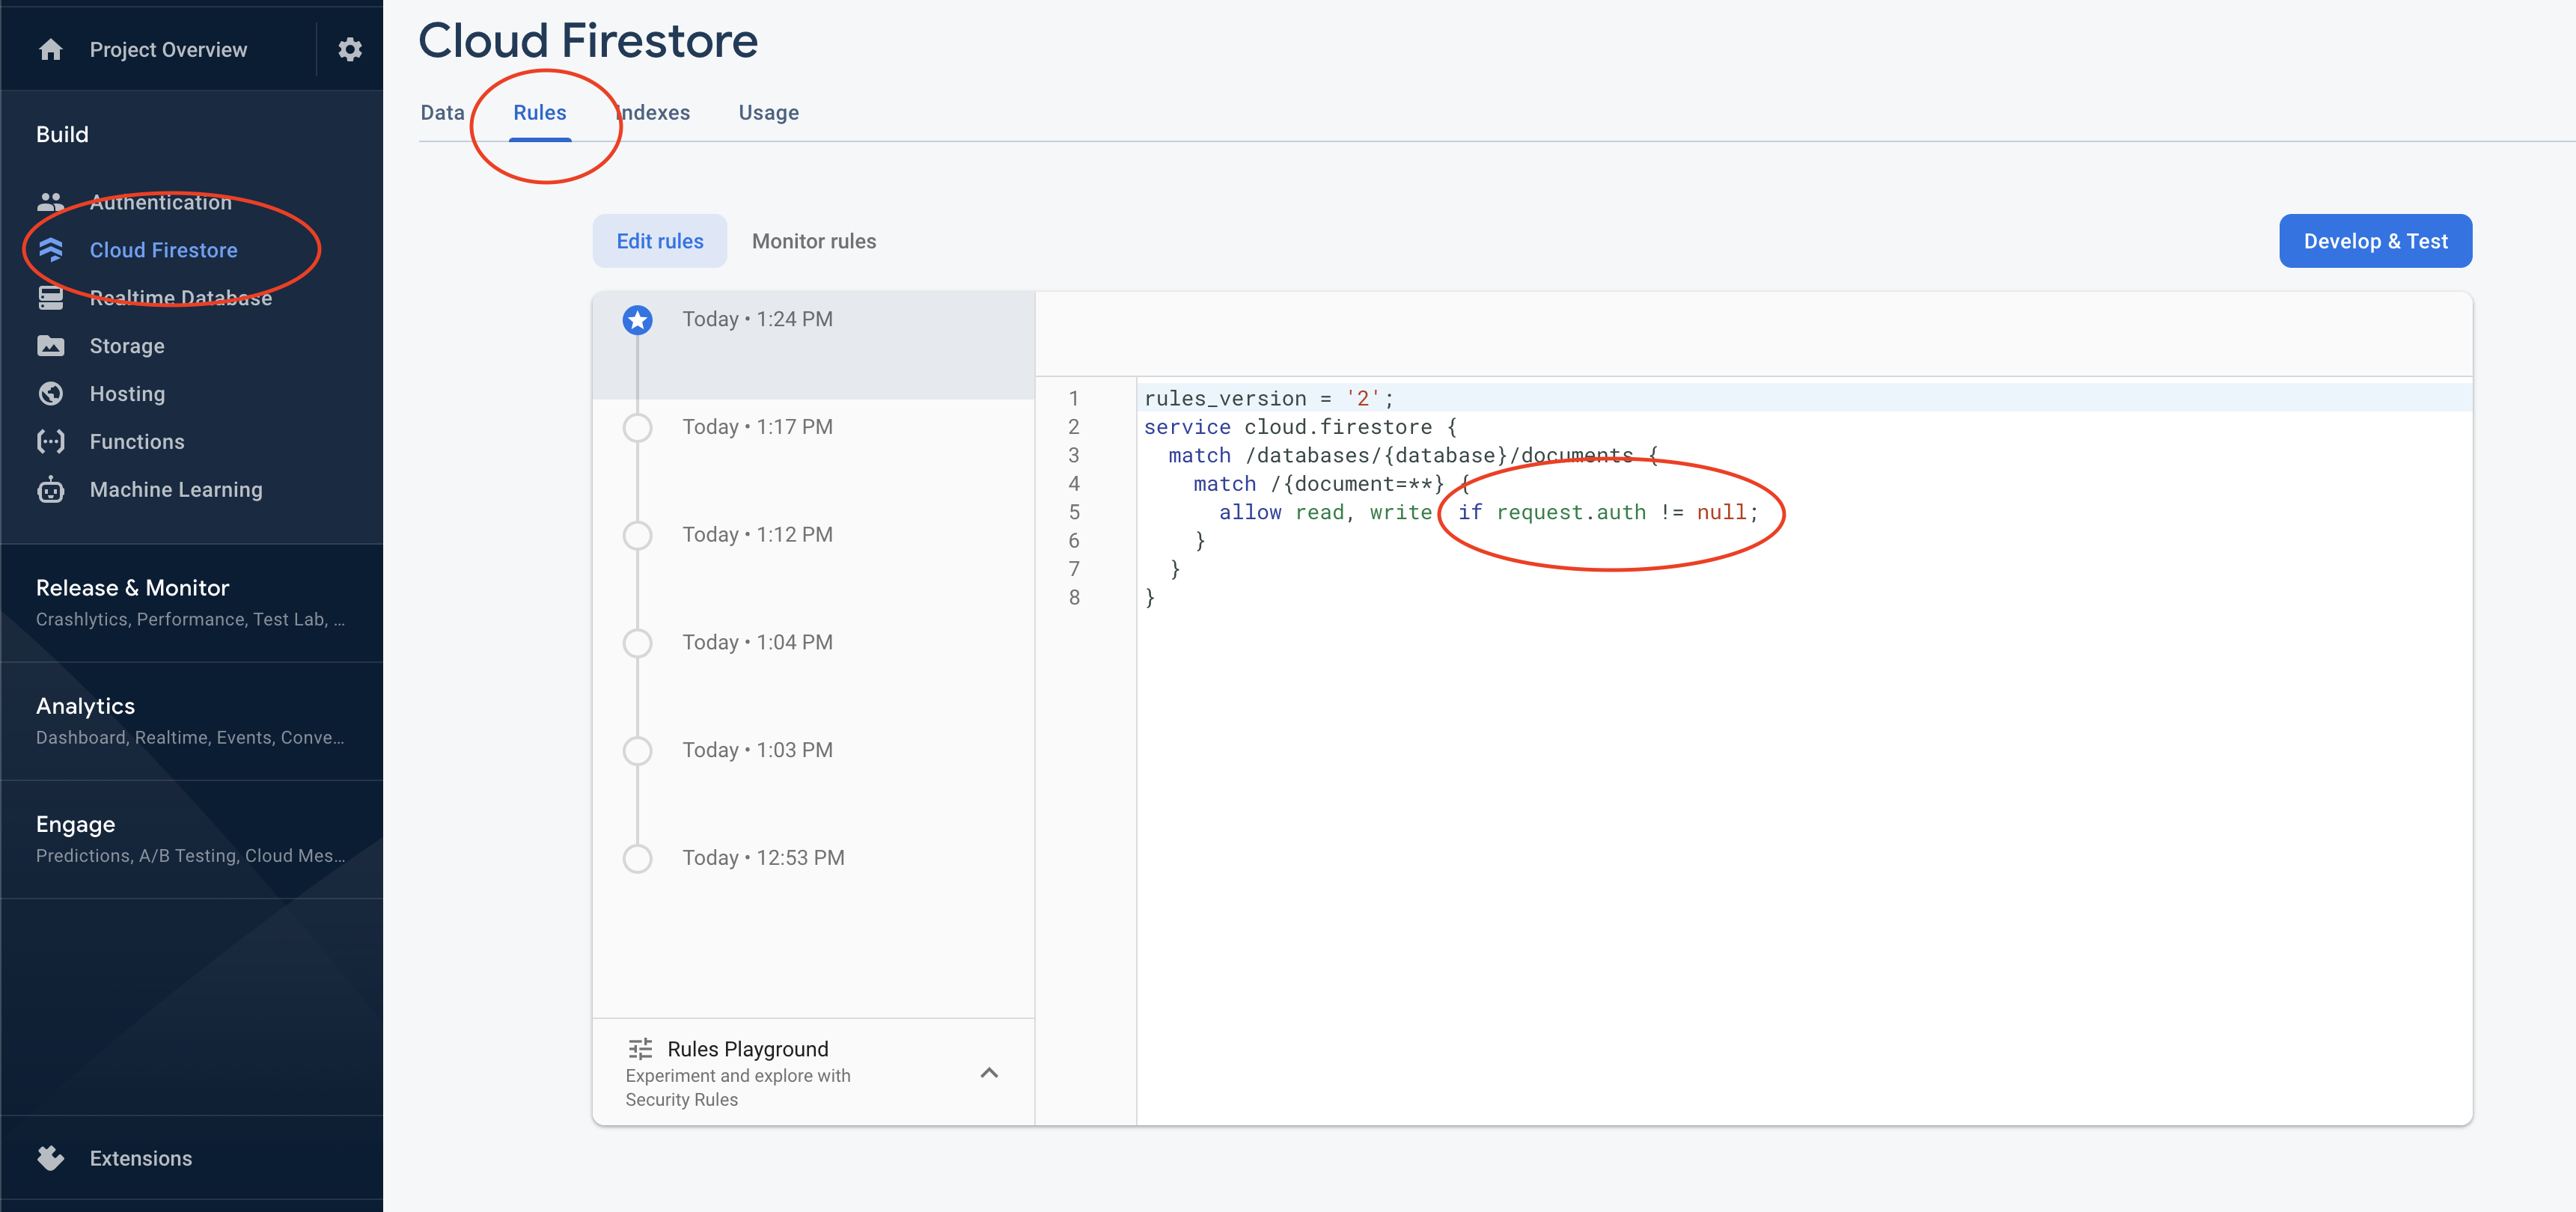 Project Overview
Build
Authentication
Cloud Firestore
Realtime Database
Storage
Hosting
Functions
Machine Learning
Release & Monitor
Crashlytics, Performance, Test Lab, ...
Analytics
Dashboard, Realtime, Events, Conve...
Engage
Predictions, A/B Testing, Cloud Mes...
Extensions
Cloud Firestore
Data Rules Indexes Usage
Edit rules Monitor rules
Develop & Test
Today • 1:24 PM
Today • 1:17 PM
Today • 1:12 PM
Today • 1:04 PM
Today • 1:03 PM
Today • 12:53 PM
Rules Playground
Experiment and explore with
Security Rules
1 rules_version = '2';
2 service cloud.firestore {
3 match /databases/{database}/documents {
4 match /{document=**} {
5 allow read, write if request.auth != null;
6 }
7 }
8 }